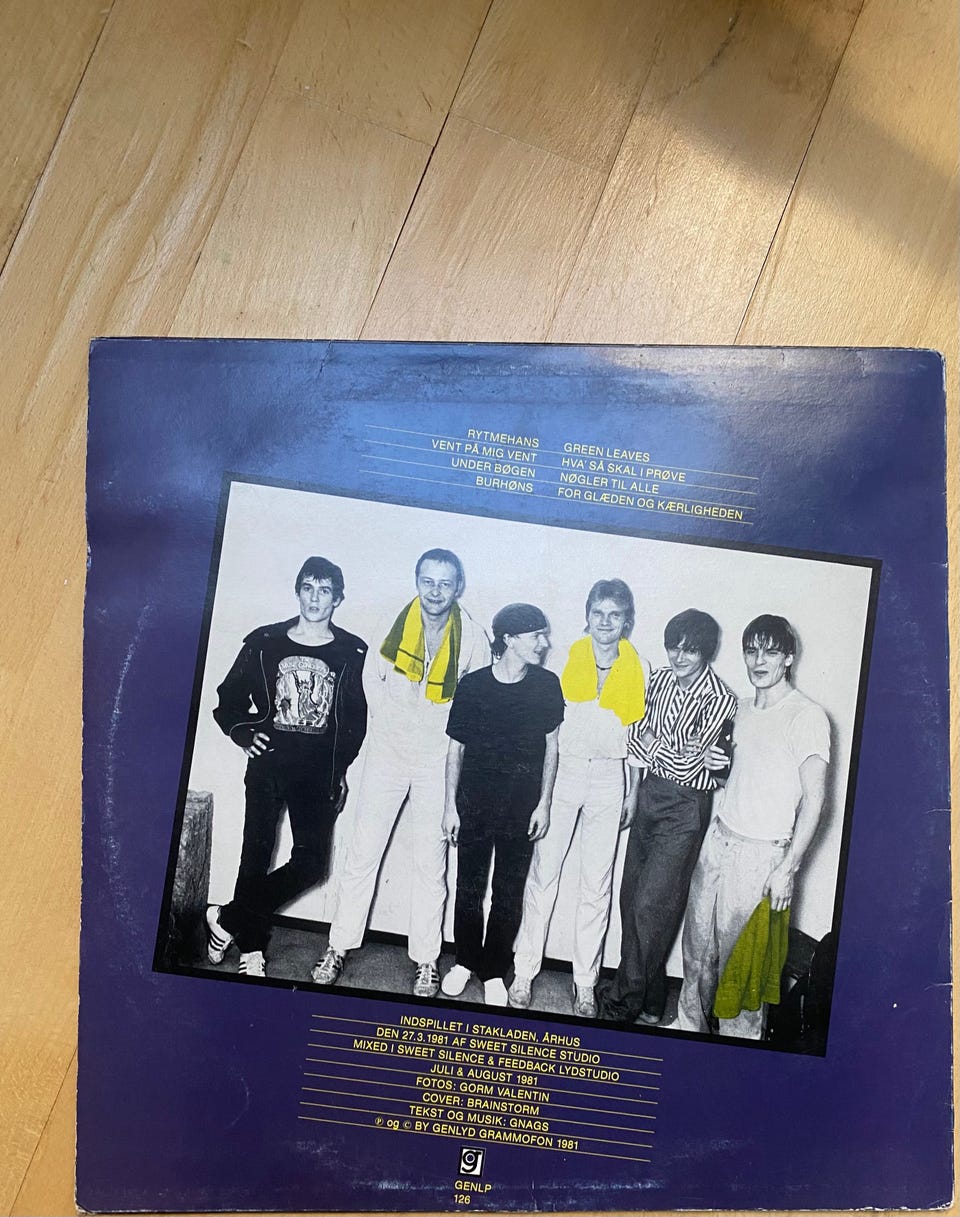 RYTMEHANS
VENT PÅ MIG VENT
UNDER BØGEN
BURHØNS
GREEN LEAVES
HVA' SÅ SKAL I PRØVE
NØGLER TIL ALLE
FOR GLÆDEN OG KÆRLIGHEDEN
INDSPILLET I STAKLADEN, ÅRHUS
DEN 27.3.1981 AF SWEET SILENCE STUDIO
MIXED I SWEET SILENCE & FEEDBACK LYDSTUDIO
JULI & AUGUST 1981
FOTOS: GORM VALENTIN
COVER: BRAINSTORM
TEKST OG MUSIK: GNAGS
℗ og © BY GENLYD GRAMMOFON 1981
GENLP
126